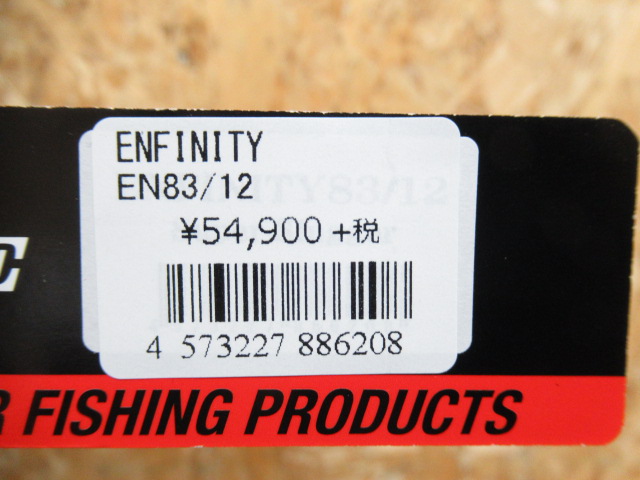 ENFINITY
EN83/12
¥54,900 +税
4 573227 886208
R FISHING PRODUCTS